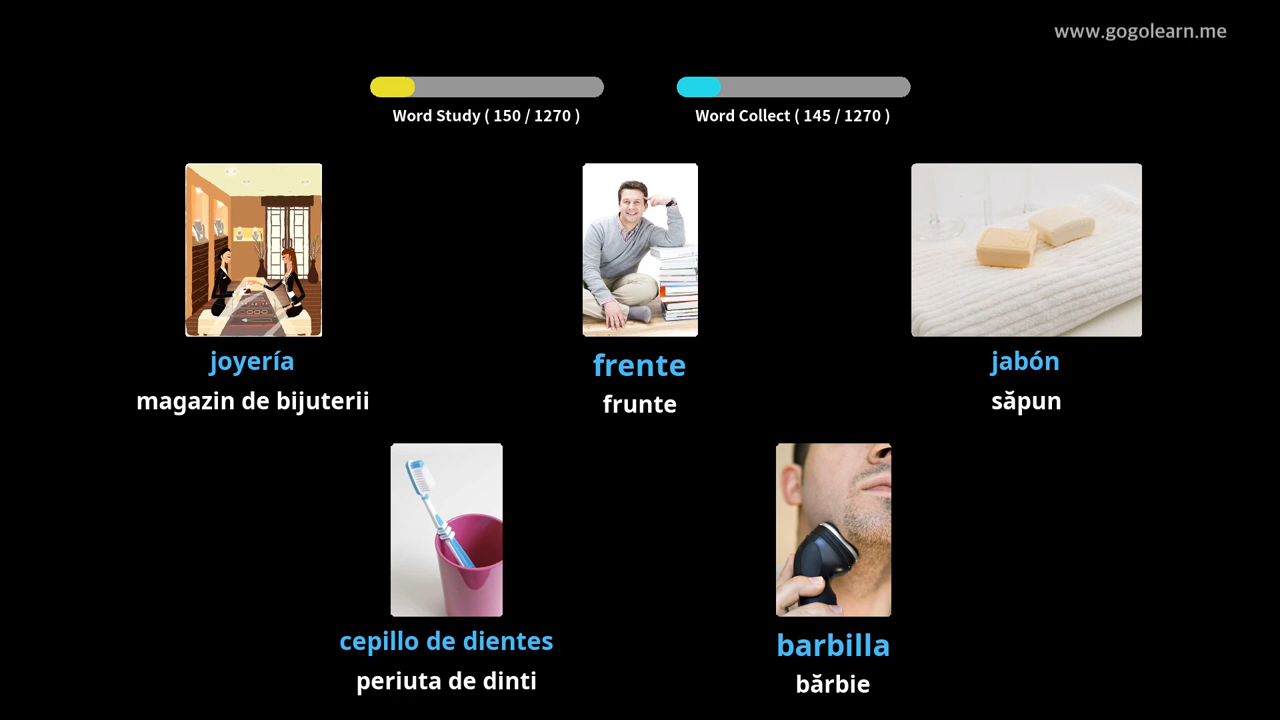 www.gogolearn.me
Word Study ( 150 / 1270 )
Word Collect ( 145 / 1270 )
joyería
frente
jabón
magazin de bijuterii
frunte
săpun
cepillo de dientes
barbilla
periuta de dinti
bărbie